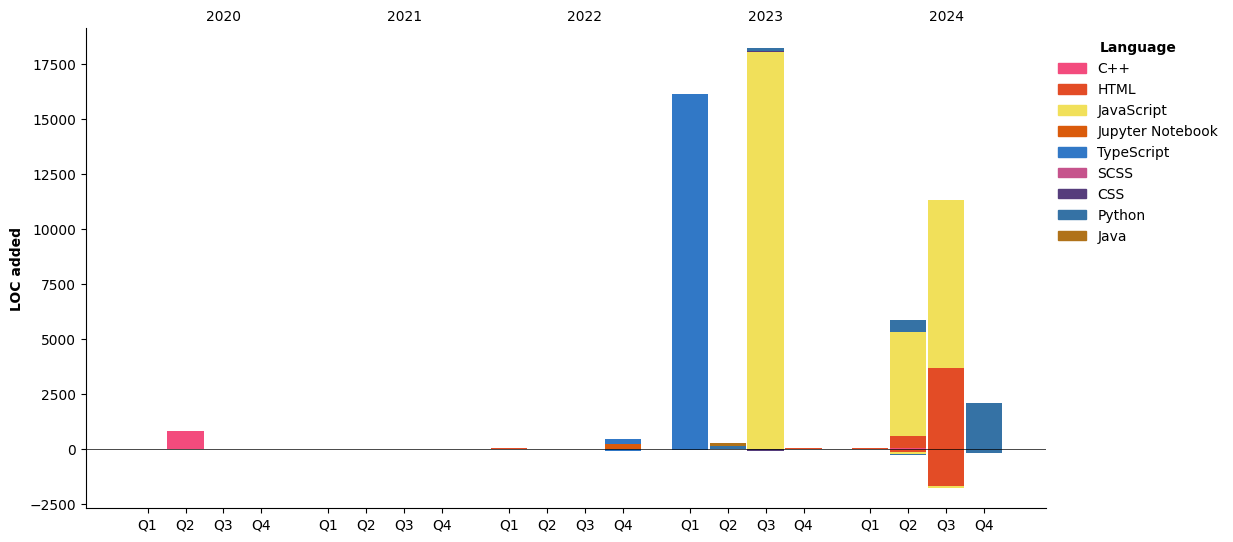 2020 2021 2022 2023 2024
Language
C++
HTML
JavaScript
Jupyter Notebook
TypeScript
SCSS
CSS
Python
Java
LOC added
17500
15000
12500
10000
7500
5000
2500
0
−2500
Q1 Q2 Q3 Q4 Q1 Q2 Q3 Q4 Q1 Q2 Q3 Q4 Q1 Q2 Q3 Q4 Q1 Q2 Q3 Q4